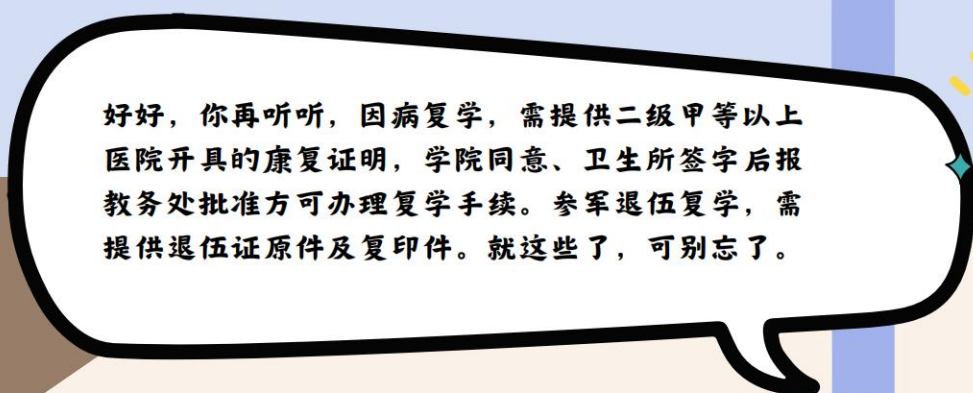 好好，你再听听，因病复学，需提供二级甲等以上
医院开具的康复证明，学院同意、卫生所签字后报
教务处批准方可办理复学手续。参军退伍复学，需
提供退伍证原件及复印件。就这些了，可别忘了。